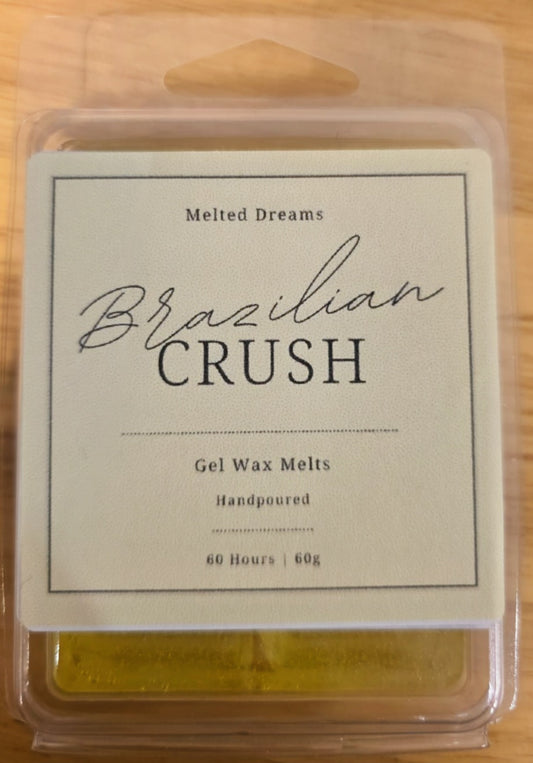 Melted Dreams
Brazilian
CRUSH
Gel Wax Melts
Handpoured
60 Hours | 60g